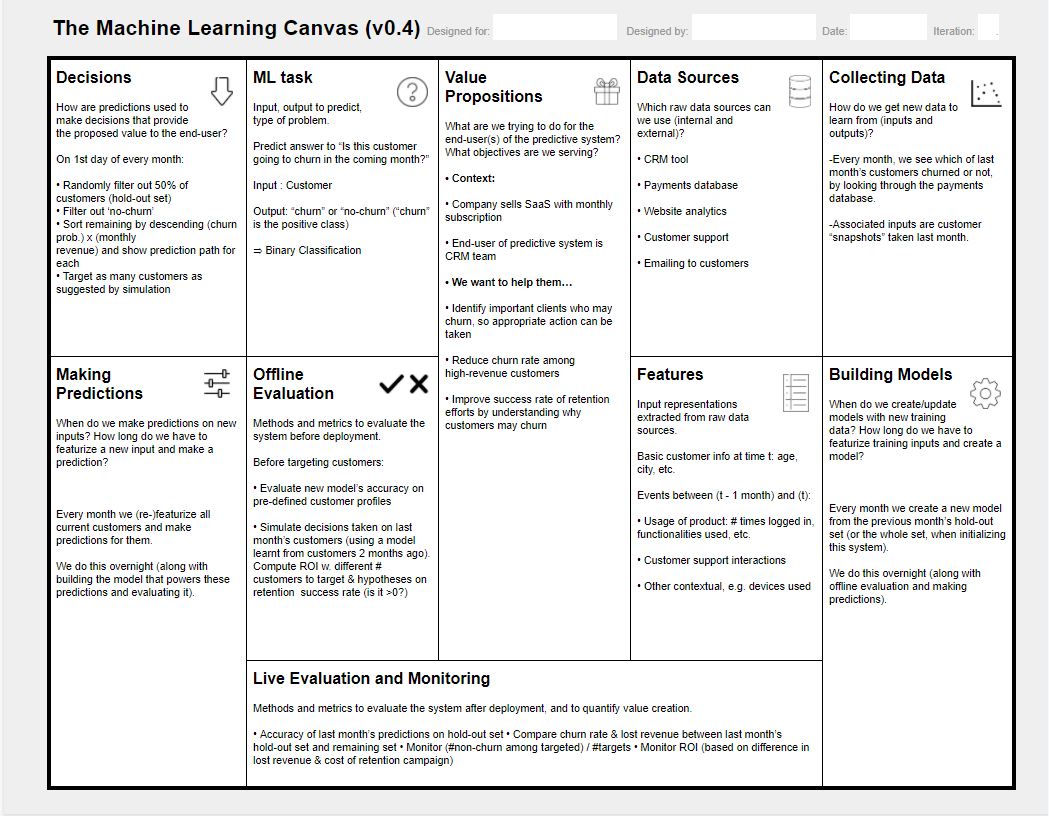 The Machine Learning Canvas (v0.4) Designed for: Designed by: Date: Iteration: .
Decisions
How are predictions used to
make decisions that provide
the proposed value to the end-user?
On 1st day of every month:
• Randomly filter out 50% of
customers (hold-out set)
• Filter out ‘no-churn’
• Sort remaining by descending (churn
prob.) x (monthly
revenue) and show prediction path for
each
• Target as many customers as
suggested by simulation
ML task
Input, output to predict,
type of problem.
Predict answer to “Is this customer
going to churn in the coming month?”
Input : Customer
Output: “churn” or “no-churn” (“churn”
is the positive class)
⇒ Binary Classification
Value
Propositions
What are we trying to do for the
end-user(s) of the predictive system?
What objectives are we serving?
• Context:
• Company sells SaaS with monthly
subscription
• End-user of predictive system is
CRM team
• We want to help them…
• Identify important clients who may
churn, so appropriate action can be
taken
• Reduce churn rate among
high-revenue customers
• Improve success rate of retention
efforts by understanding why
customers may churn
Data Sources
Which raw data sources can
we use (internal and
external)?
• CRM tool
• Payments database
• Website analytics
• Customer support
• Emailing to customers
Collecting Data
How do we get new data to
learn from (inputs and
outputs)?
-Every month, we see which of last
month’s customers churned or not,
by looking through the payments
database.
-Associated inputs are customer
“snapshots” taken last month.
Making
Predictions
When do we make predictions on new
inputs? How long do we have to
featurize a new input and make a
prediction?
Every month we (re-)featurize all
current customers and make
predictions for them.
We do this overnight (along with
building the model that powers these
predictions and evaluating it).
Offline
Evaluation
Methods and metrics to evaluate the
system before deployment.
Before targeting customers:
• Evaluate new model’s accuracy on
pre-defined customer profiles
• Simulate decisions taken on last
month’s customers (using a model
learnt from customers 2 months ago).
Compute ROI w. different #
customers to target & hypotheses on
retention success rate (is it >0?)
Features
Input representations
extracted from raw data
sources.
Basic customer info at time t: age,
city, etc.
Events between (t - 1 month) and (t):
• Usage of product: # times logged in,
functionalities used, etc.
• Customer support interactions
• Other contextual, e.g. devices used
Building Models
When do we create/update
models with new training
data? How long do we have to
featurize training inputs and create a
model?
Every month we create a new model
from the previous month’s hold-out
set (or the whole set, when initializing
this system).
We do this overnight (along with
offline evaluation and making
predictions).
Live Evaluation and Monitoring
Methods and metrics to evaluate the system after deployment, and to quantify value creation.
• Accuracy of last month’s predictions on hold-out set • Compare churn rate & lost revenue between last month’s
hold-out set and remaining set • Monitor (#non-churn among targeted) / #targets • Monitor ROI (based on difference in
lost revenue & cost of retention campaign)